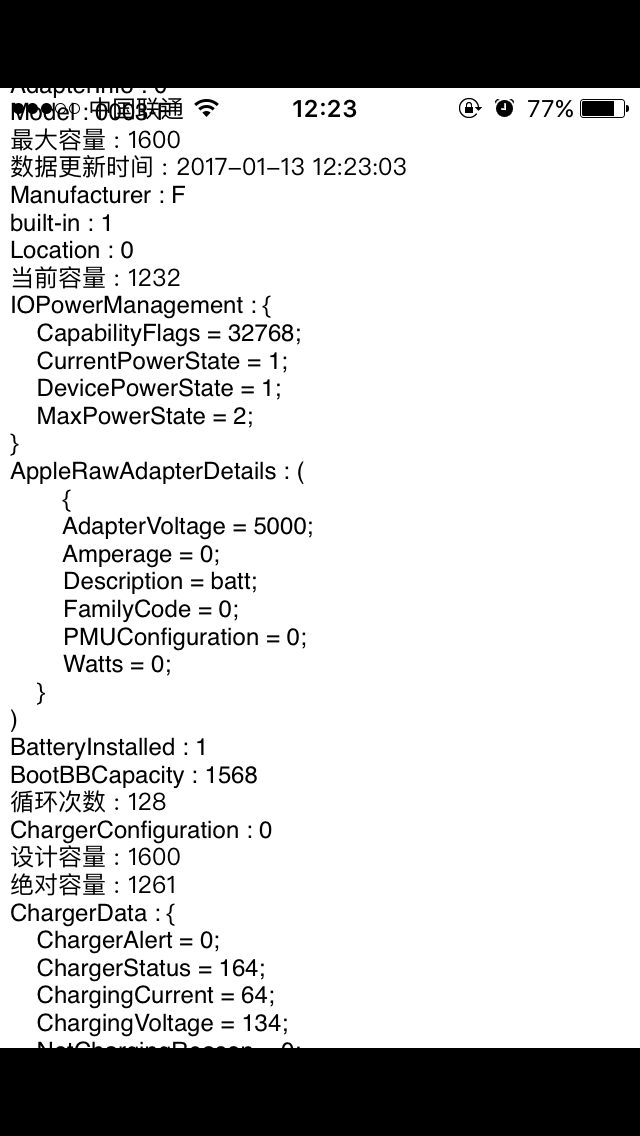 AdapterInfo : 0
中国联通 12:23 77%
Model : 0003-F
最大容量 : 1600
数据更新时间 : 2017-01-13 12:23:03
Manufacturer : F
built-in : 1
Location : 0
当前容量 : 1232
IOPowerManagement : {
CapabilityFlags = 32768;
CurrentPowerState = 1;
DevicePowerState = 1;
MaxPowerState = 2;
}
AppleRawAdapterDetails : (
{
AdapterVoltage = 5000;
Amperage = 0;
Description = batt;
FamilyCode = 0;
PMUConfiguration = 0;
Watts = 0;
}
)
BatteryInstalled : 1
BootBBCapacity : 1568
循环次数 : 128
ChargerConfiguration : 0
设计容量 : 1600
绝对容量 : 1261
ChargerData : {
ChargerAlert = 0;
ChargerStatus = 164;
ChargingCurrent = 64;
ChargingVoltage = 134;
NotChargingReason = 0;